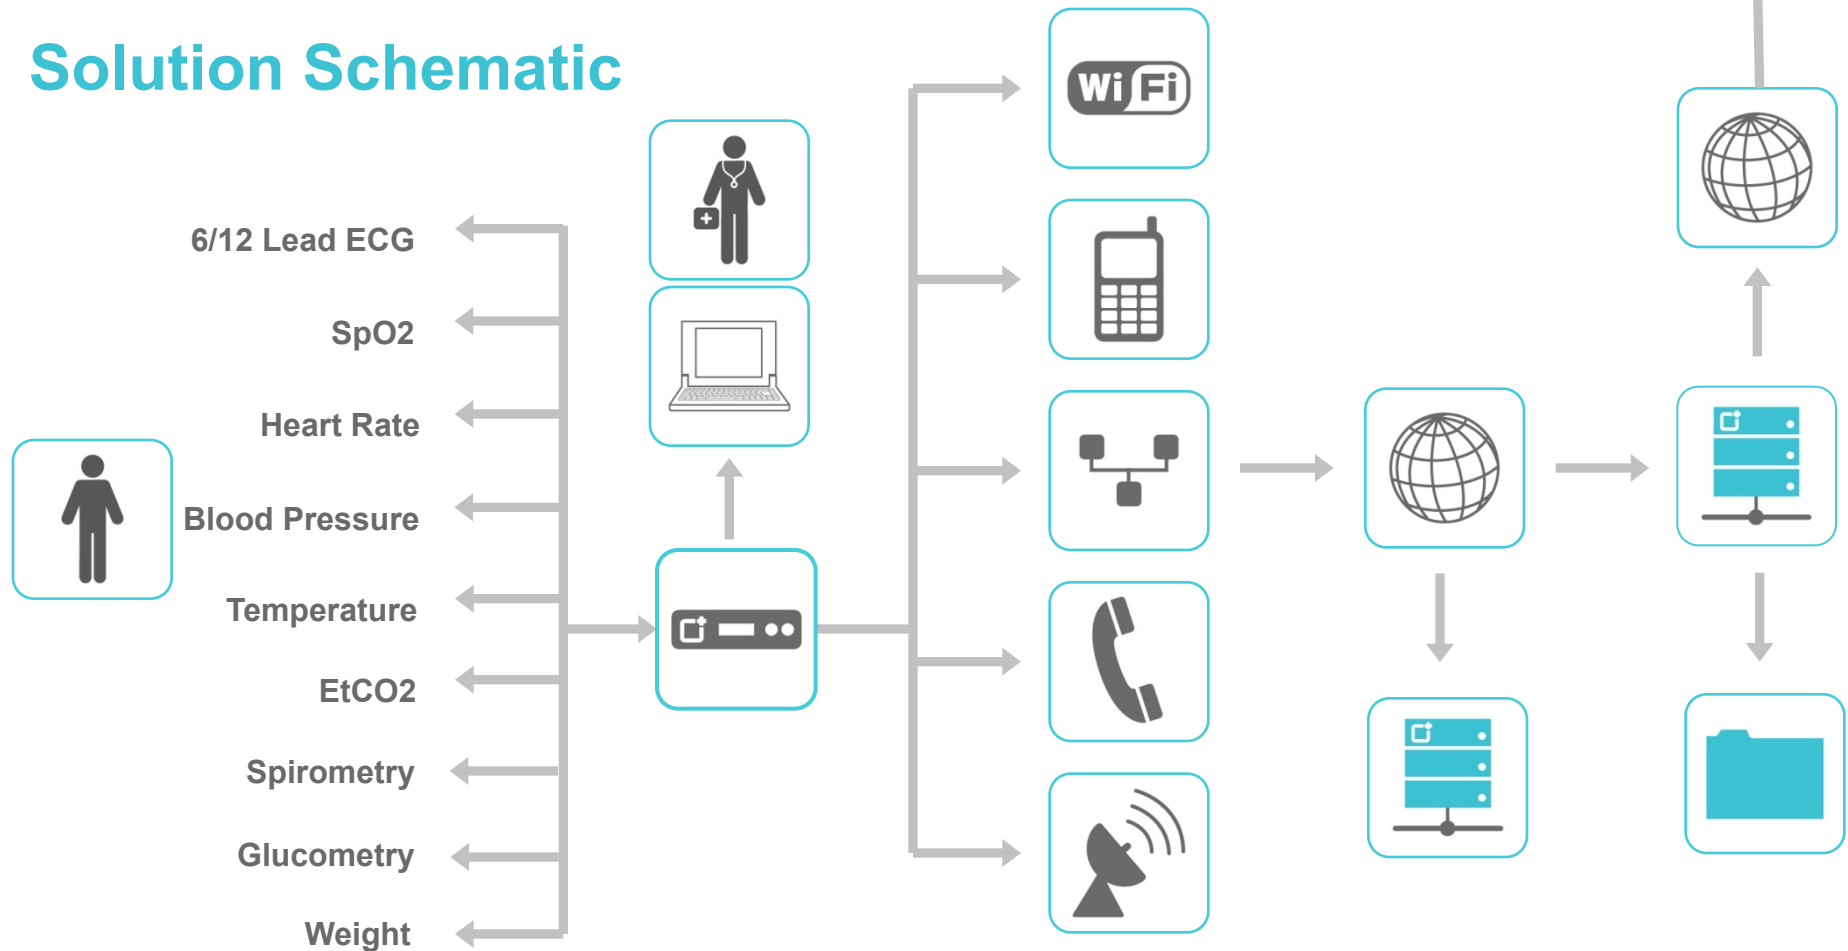 Solution Schematic
6/12 Lead ECG
SpO2
Heart Rate
Blood Pressure
Temperature
EtCO2
Spirometry
Glucometry
Weight
Wi Fi